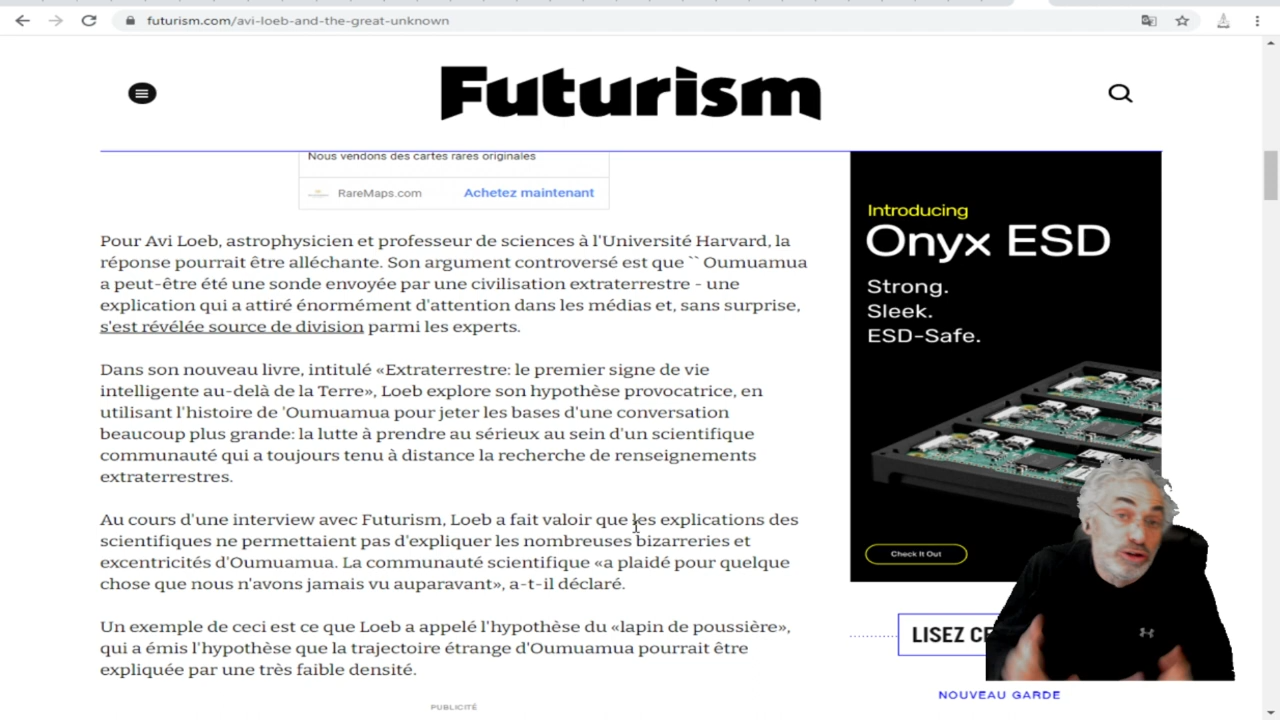 futurism.com/avi-loeb-and-the-great-unknown
Futurism
Nous vendons des cartes rares originales
RareMaps.com
Achetez maintenant
Pour Avi Loeb, astrophysicien et professeur de sciences à l'Université Harvard, la
réponse pourrait être alléchante. Son argument controversé est que `` Oumuamua
a peut-être été une sonde envoyée par une civilisation extraterrestre - une
explication qui a attiré énormément d'attention dans les médias et, sans surprise,
s'est révélée source de division parmi les experts.
Dans son nouveau livre, intitulé «Extraterrestre: le premier signe de vie
intelligente au-delà de la Terre», Loeb explore son hypothèse provocatrice, en
utilisant l'histoire de 'Oumuamua pour jeter les bases d'une conversation
beaucoup plus grande: la lutte à prendre au sérieux au sein d'un scientifique
communauté qui a toujours tenu à distance la recherche de renseignements
extraterrestres.
Au cours d'une interview avec Futurism, Loeb a fait valoir que les explications des
scientifiques ne permettaient pas d'expliquer les nombreuses bizarreries et
excentricités d'Oumuamua. La communauté scientifique «a plaidé pour quelque
chose que nous n'avons jamais vu auparavant», a-t-il déclaré.
Un exemple de ceci est ce que Loeb a appelé l'hypothèse du «lapin de poussière»,
qui a émis l'hypothèse que la trajectoire étrange d'Oumuamua pourrait être
expliquée par une très faible densité.
PUBLICITÉ
Introducing
Onyx ESD
Strong.
Sleek.
ESD-Safe.
Check It Out
LISEZ CE
NOUVEAU GARDE